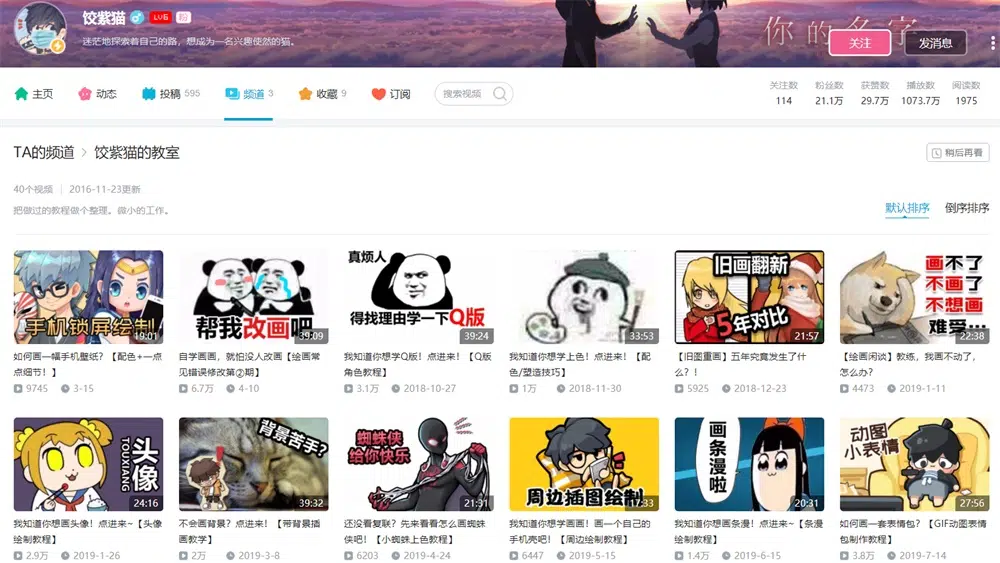 你的名字
饺紫猫 LV6
迷茫地探索着自己的路，想成为一名兴趣使然的猫。
关注 发消息
主页 动态 投稿 595 频道 3 收藏 9 订阅 搜索视频
关注数 粉丝数 获赞数 播放数 阅读数
114 21.1万 29.7万 1073.7万 1975
TA的频道 > 饺紫猫的教室
稍后再看
40个视频 | 2016-11-23更新
把做过的教程做个整理。做小的工作。
默认排序 倒序排序
手机锁屏绘制
19:01
帮我改画吧
39:09
真烦人
得找理由学一下Q版
39:24
33:53
旧画翻新
5年对比
21:57
画不了
不画了
不想画
难受...
22:38
如何画一幅手机壁纸？【配色+一点点细节！】
9745 3-15
自学画画，就怕没人改画【绘画常见错误修改第②期】
6.7万 4-10
我知道你想学Q版！点进来！【Q版角色教程】
3.1万 2018-10-27
我知道你想学上色！点进来！【配色/塑造技巧】
1万 2018-11-30
【旧图重画】五年究竟发生了什么？！
5925 2018-12-23
【绘画闲谈】教练，我画不动了，怎么办？
4473 2019-1-11
头像
TOUXIANG
24:16
背景苦手?
39:32
蜘蛛侠
给你快乐
21:31
周边插图绘制
17:33
画条漫啦
20:31
动图
小表情
27:56
我知道你想画头像！点进来~【头像绘制教程】
2.9万 2019-1-26
不会画背景？点进来！【带背景插画教学】
2万 2019-3-8
还没看复联？先来看看怎么画蜘蛛侠吧！【小蜘蛛上色教程】
6203 2019-4-24
我知道你想学画画！画一个自己的手机壳吧！【周边绘制教程】
6447 2019-5-15
我知道你想画条漫！点进来~【条漫绘制教程】
1.4万 2019-6-15
如何画一套表情包？【GIF动图表情包制作教程】
3.8万 2019-7-14